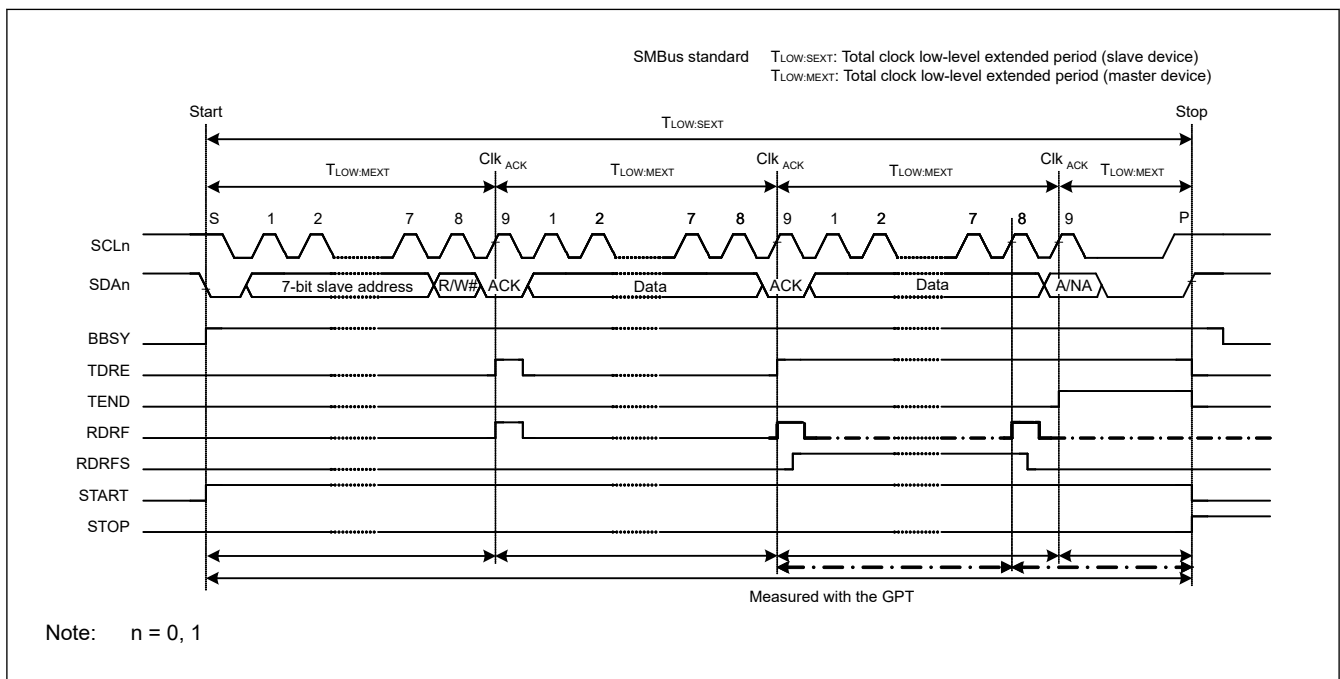 SMBus standard TLOW:SEXT: Total clock low-level extended period (slave device)
TLOW:MEXT: Total clock low-level extended period (master device)
Start Stop
TLOW:SEXT
Clk ACK Clk ACK Clk ACK
TLOW:MEXT TLOW:MEXT TLOW:MEXT TLOW:MEXT
S 1 2 7 8 9 1 2 7 8 9 1 2 7 8 9 P
SCLn
SDAn 7-bit slave address R/W# ACK Data ACK Data A/NA
BBSY
TDRE
TEND
RDRF
RDRFS
START
STOP
Measured with the GPT
Note: n = 0, 1